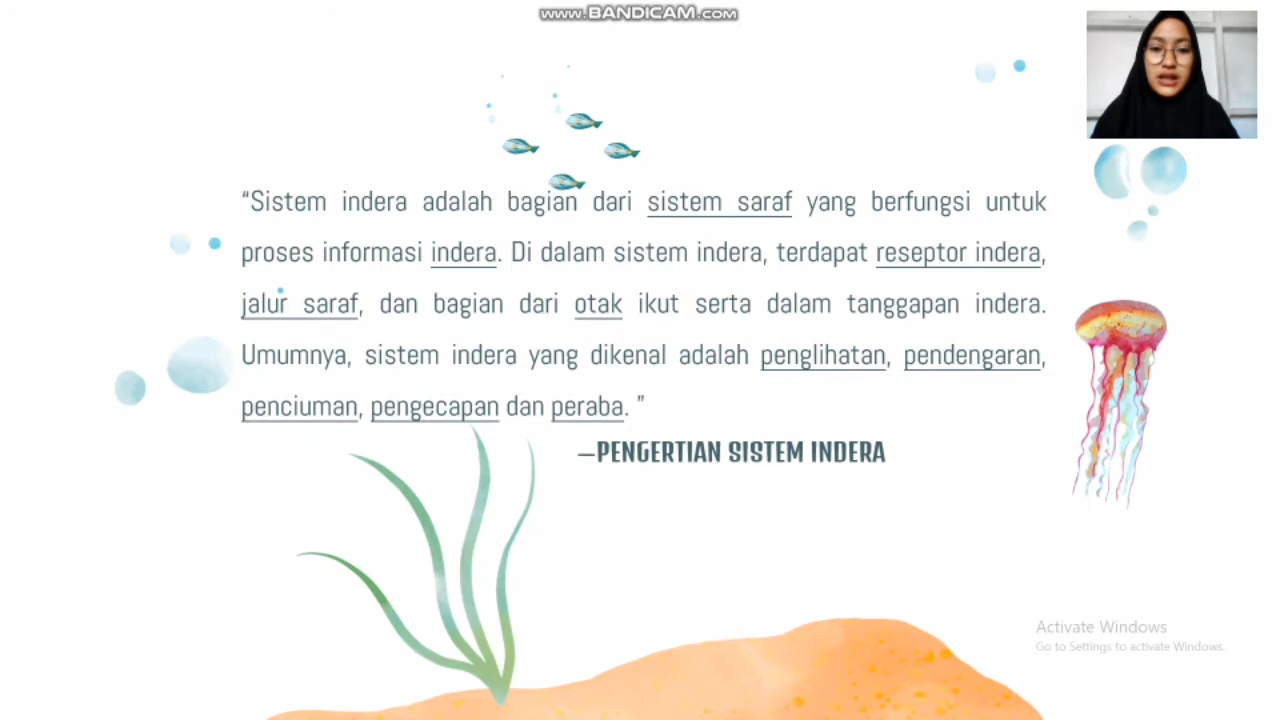 www.BANDICAM.com
“Sistem indera adalah bagian dari sistem saraf yang berfungsi untuk
proses informasi indera. Di dalam sistem indera, terdapat reseptor indera,
jalur saraf, dan bagian dari otak ikut serta dalam tanggapan indera.
Umumnya, sistem indera yang dikenal adalah penglihatan, pendengaran,
penciuman, pengecapan dan peraba. ”
—PENGERTIAN SISTEM INDERA
Activate Windows
Go to Settings to activate Windows.